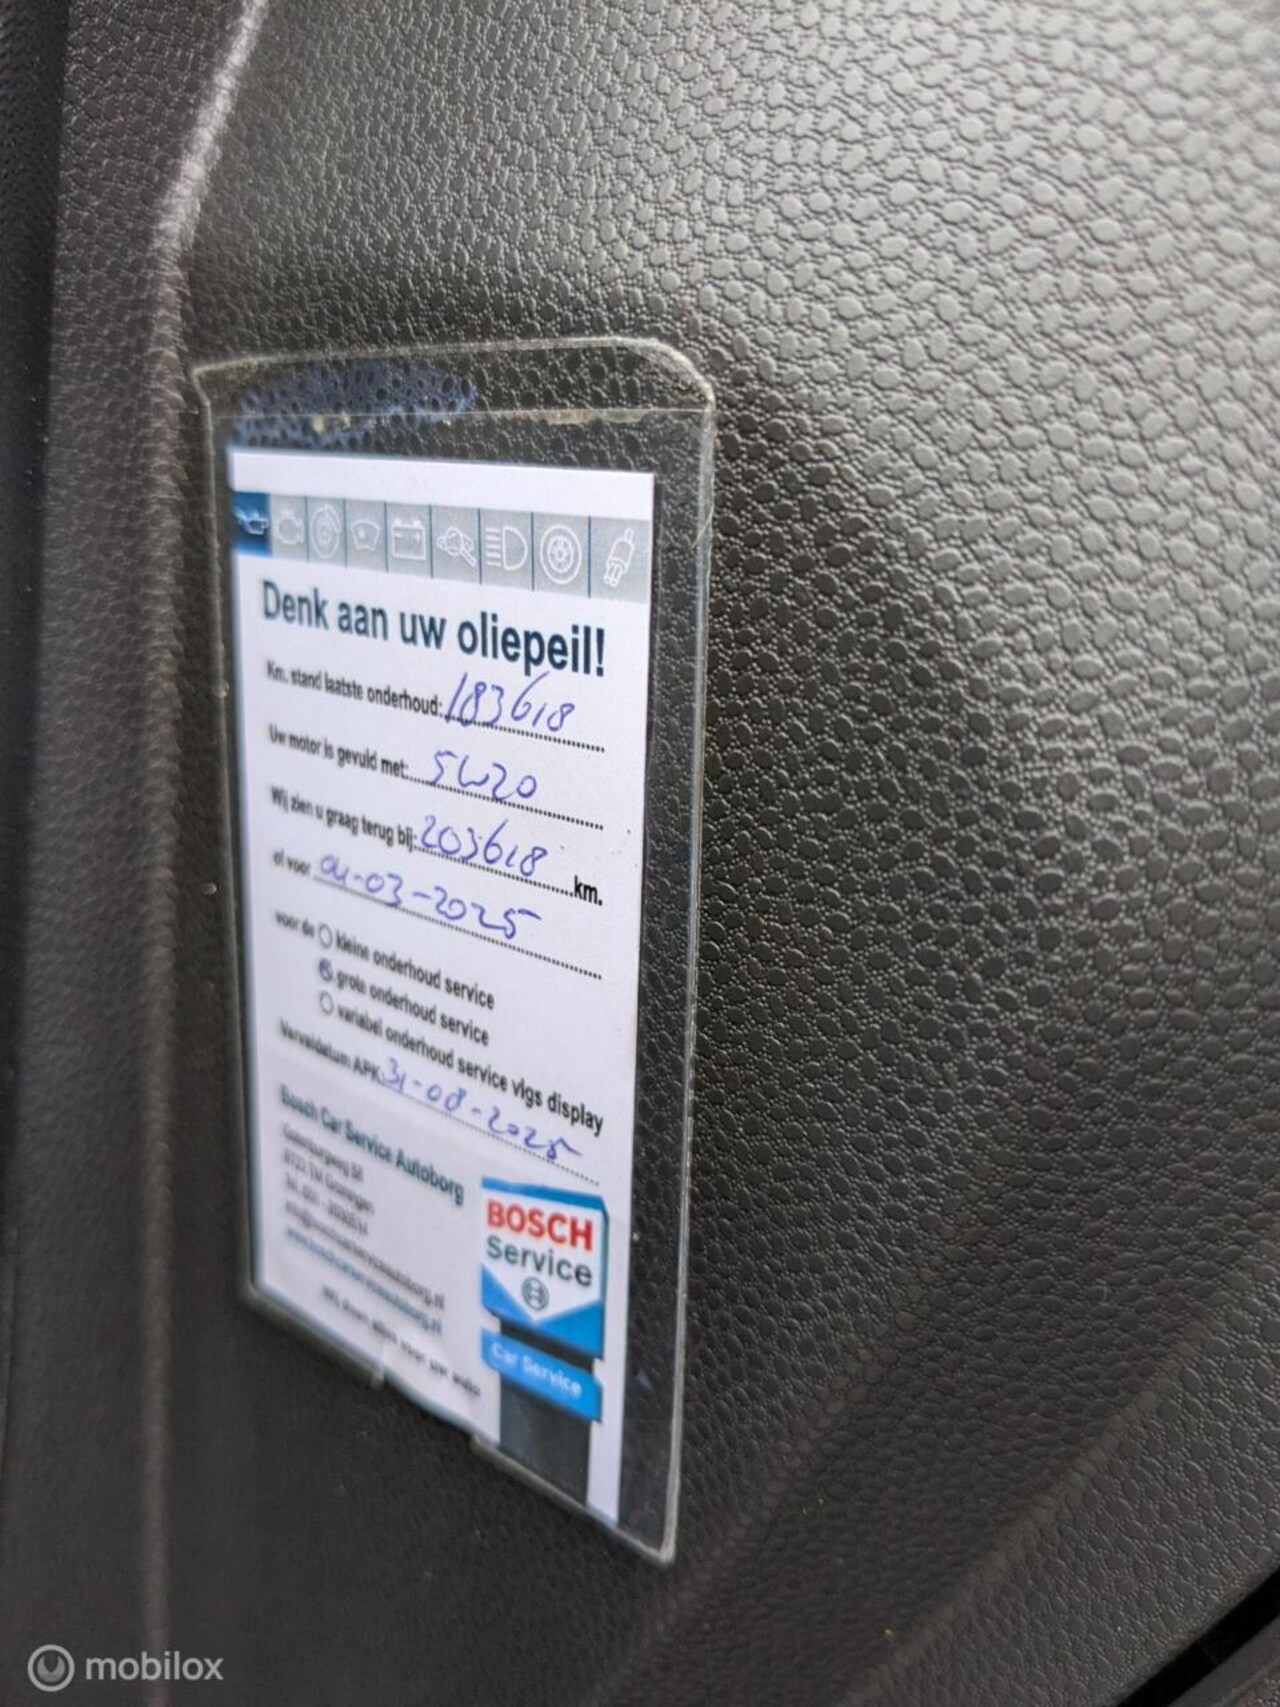 Denk aan uw oliepeil!
Km. stand laatste onderhoud: 183618
Uw motor is gevuld met: 5W20
Wij zien u graag terug bij: 203618 km.
of voor 04-03-2025
voor de kleine onderhoud service
grote onderhoud service
variabel onderhoud service vlgs display
Vervaldatum APK: 31-08-2025
Bosch Car Service Autoborg
Groningen
BOSCH
Service
Car Service
mobilox